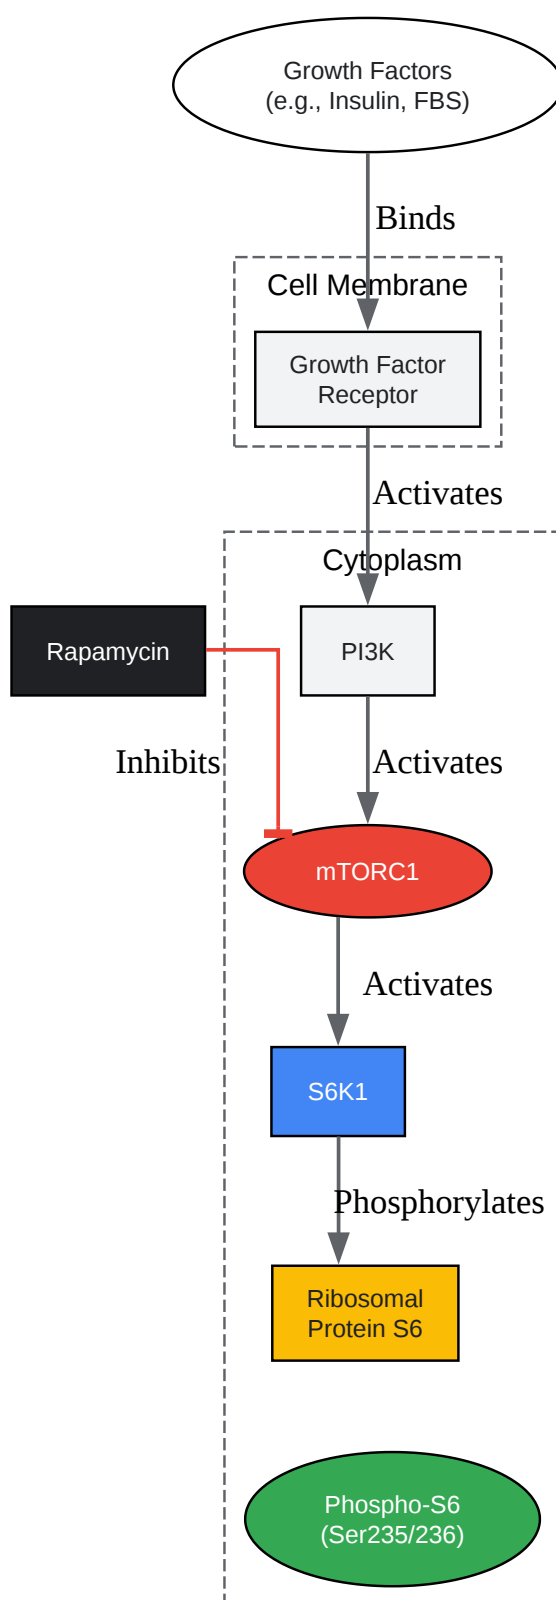 Growth Factors
(e.g., Insulin, FBS)
Binds
Cell Membrane
Growth Factor
Receptor
Activates
Cytoplasm
Rapamycin
PI3K
Inhibits
Activates
mTORC1
Activates
S6K1
Phosphorylates
Ribosomal
Protein S6
Phospho-S6
(Ser235/236)